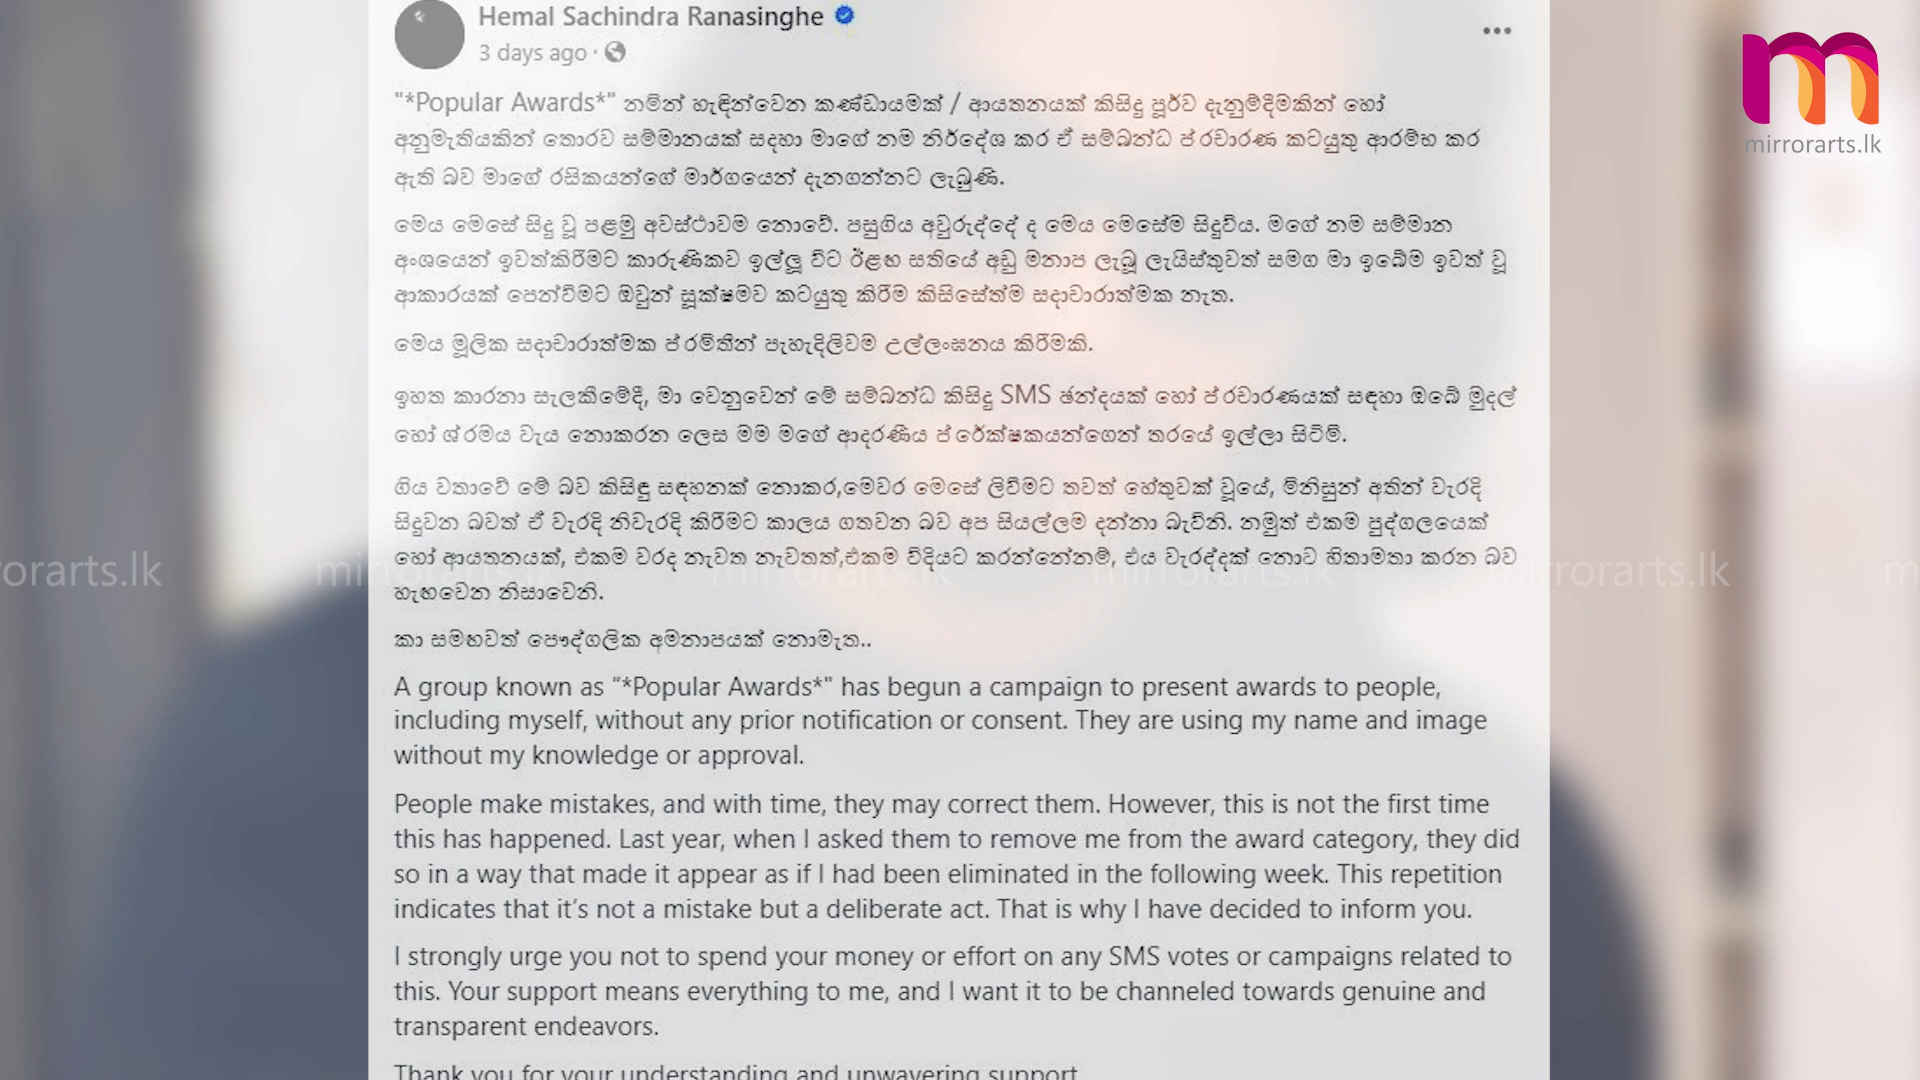 Hemal Sachindra Ranasinghe
3 days ago ·
mirrorarts.lk
"*Popular Awards*" නමින් හැඳින්වෙන කණ්ඩායමක් / ආයතනයක් කිසිදු පූර්ව දැනුම්දීමකින් හෝ
අනුමැතියකින් තොරව සම්මානයක් සදහා මාගේ නම නිර්දේශ කර ඒ සම්බන්ධ ප්රචාරණ කටයුතු ආරම්භ කර
ඇති බව මාගේ රසිකයන්ගේ මාර්ගයෙන් දැනගන්නට ලැබුණි.
මෙය මෙසේ සිදු වූ පළමු අවස්ථාවම නොවේ. පසුගිය අවුරුද්දේ ද මෙය මෙසේම සිදුවිය. මගේ නම සම්මාන
අංශයෙන් ඉවත්කිරීමට කාරුණිකව ඉල්ලූ විට ඊළඟ සතියේ අඩු මනාප ලැබූ ලැයිස්තුවත් සමග මා ඉබේම ඉවත් වූ
ආකාරයක් පෙන්වීමට ඔවුන් සූක්ෂමව කටයුතු කිරීම කිසිසේත්ම සදාචාරාත්මක නැත.
මෙය මූලික සදාචාරාත්මක ප්රමිතීන් පැහැදිලිවම උල්ලංඝනය කිරීමකි.
ඉහත කාරනා සැලකීමේදී, මා වෙනුවෙන් මේ සම්බන්ධ කිසිදු SMS ඡන්දයක් හෝ ප්රචාරණයක් සඳහා ඔබේ මුදල්
හෝ ශ්රමය වැය නොකරන ලෙස මම මගේ ආදරණීය ප්රේක්ෂකයන්ගෙන් තරයේ ඉල්ලා සිටිමි.
ගිය වතාවේ මේ බව කිසිඳු සඳහනක් නොකර,මෙවර මෙසේ ලිවීමට තවත් හේතුවක් වූයේ, මිනිසුන් අතින් වැරදි
සිදුවන බවත් ඒ වැරදි නිවැරදි කිරීමට කාලය ගතවන බව අප සියල්ලම දන්නා බැවිනි. නමුත් එකම පුද්ගලයෙක්
හෝ ආයතනයක්, එකම වරද නැවත නැවතත්,එකම විදියට කරන්නේනම්, එය වැරද්දක් නොව හිතාමතා කරන බව
හැඟවෙන නිසාවෙනි.
කා සමඟවත් පෞද්ගලික අමනාපයක් නොමැත..
A group known as “*Popular Awards*" has begun a campaign to present awards to people,
including myself, without any prior notification or consent. They are using my name and image
without my knowledge or approval.
People make mistakes, and with time, they may correct them. However, this is not the first time
this has happened. Last year, when I asked them to remove me from the award category, they did
so in a way that made it appear as if I had been eliminated in the following week. This repetition
indicates that it’s not a mistake but a deliberate act. That is why I have decided to inform you.
I strongly urge you not to spend your money or effort on any SMS votes or campaigns related to
this. Your support means everything to me, and I want it to be channeled towards genuine and
transparent endeavors.
Thank you for your understanding and unwavering support